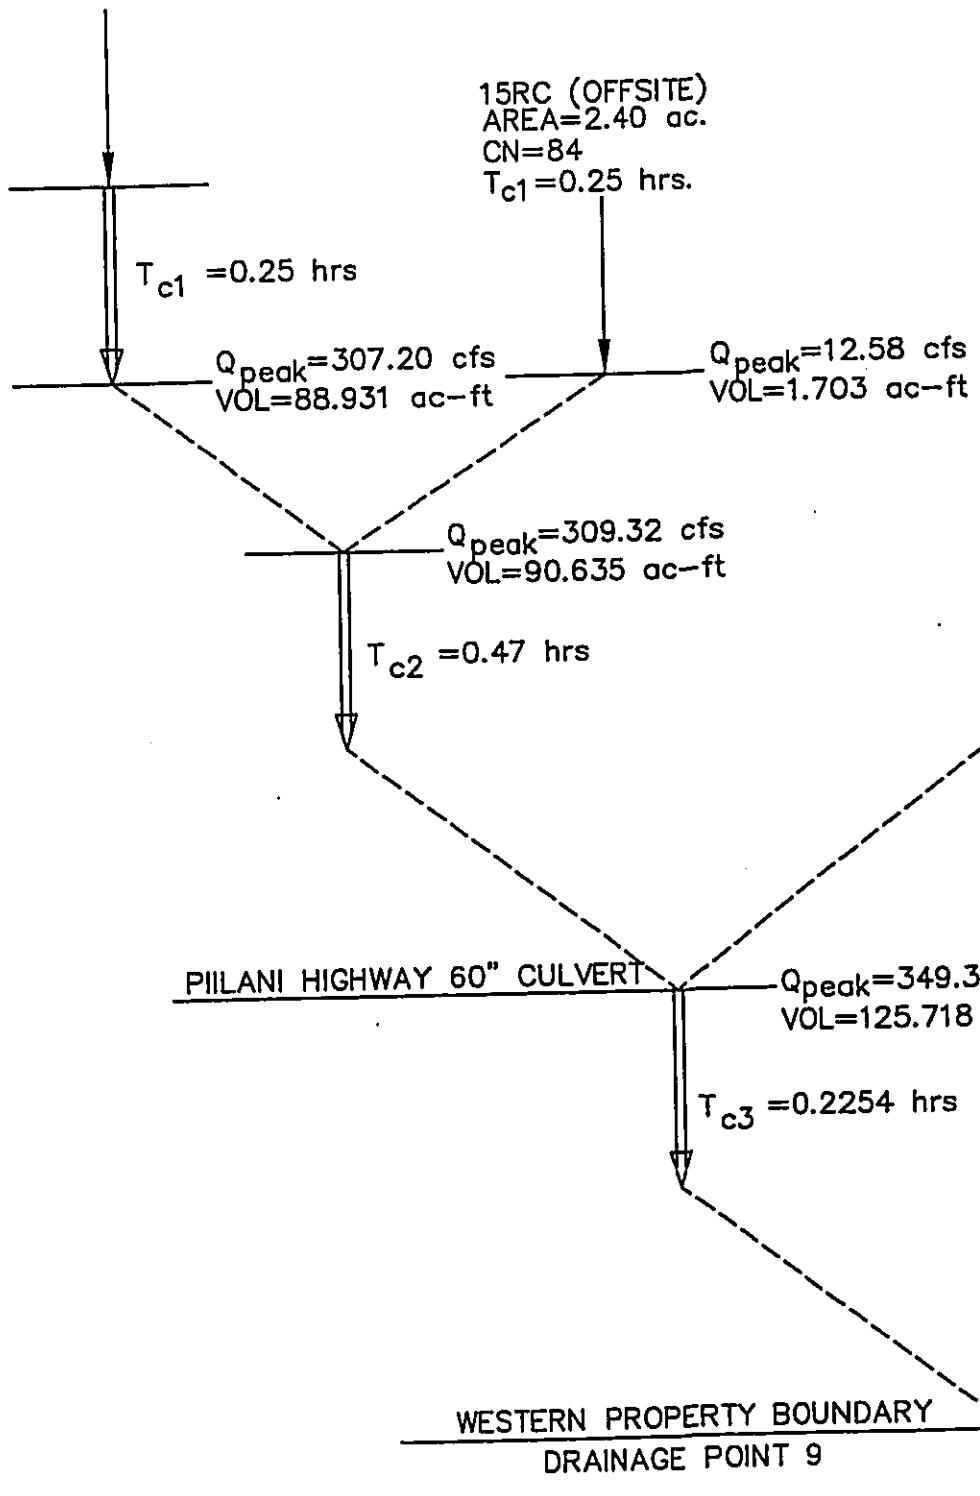 15RC (OFFSITE)
AREA=2.40 ac.
CN=84
Tc1=0.25 hrs.
Tc1 =0.25 hrs
Qpeak=307.20 cfs
VOL=88.931 ac-ft
Qpeak=12.58 cfs
VOL=1.703 ac-ft
Qpeak=309.32 cfs
VOL=90.635 ac-ft
Tc2 =0.47 hrs
PIILANI HIGHWAY 60" CULVERT
Qpeak=349.3
VOL=125.718
Tc3 =0.2254 hrs
WESTERN PROPERTY BOUNDARY
DRAINAGE POINT 9